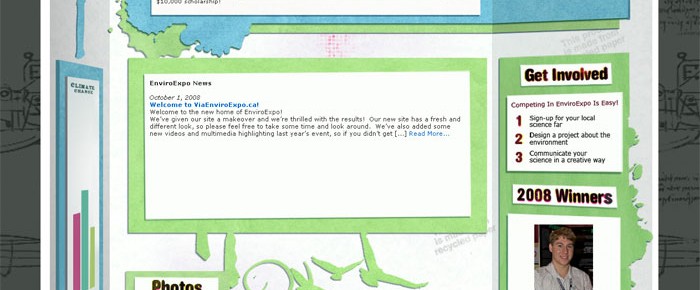 $10,000 scholarship!
CLIMATE
CHANGE
EnviroExpo News
October 1, 2008
Welcome to ViaEnviroExpo.ca!
Welcome to the new home of EnviroExpo!
We've given our site a makeover and we're thrilled with the results! Our new site has a fresh and
different look, so please feel free to take some time and look around. We've also added some
new videos and multimedia highlighting last year's event, so if you didn't get [...] Read More...
Photos
Get Involved
Competing In EnviroExpo Is Easy!
1 Sign-up for your local
science fair
2 Design a project about the
environment
3 Communicate your
science in a creative way
2008 Winners
recycled paper